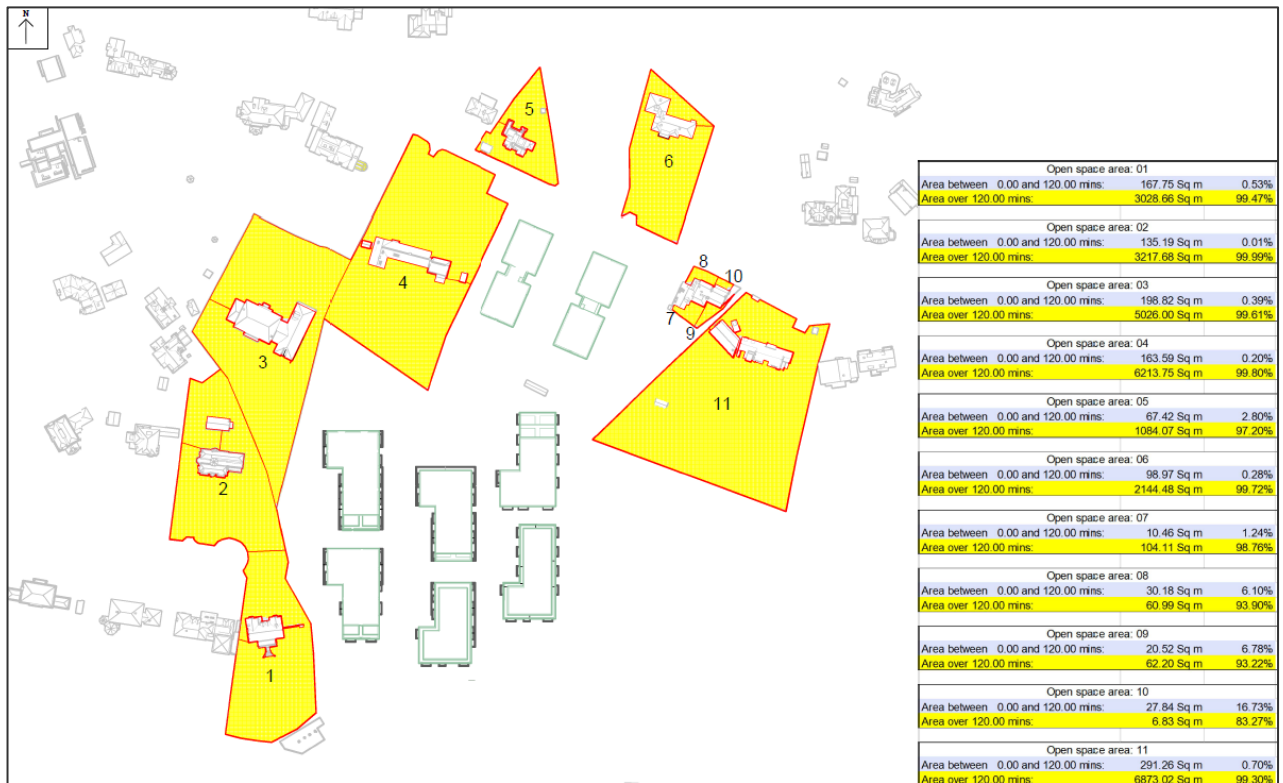 N
5
6
4
3
8
10
7
9
11
2
1
Open space area: 01
Area between 0.00 and 120.00 mins: 167.75 Sq m 0.53%
Area over 120.00 mins: 3028.66 Sq m 99.47%
Open space area: 02
Area between 0.00 and 120.00 mins: 135.19 Sq m 0.01%
Area over 120.00 mins: 3217.68 Sq m 99.99%
Open space area: 03
Area between 0.00 and 120.00 mins: 198.82 Sq m 0.39%
Area over 120.00 mins: 5026.00 Sq m 99.61%
Open space area: 04
Area between 0.00 and 120.00 mins: 163.59 Sq m 0.20%
Area over 120.00 mins: 6213.75 Sq m 99.80%
Open space area: 05
Area between 0.00 and 120.00 mins: 67.42 Sq m 2.80%
Area over 120.00 mins: 1084.07 Sq m 97.20%
Open space area: 06
Area between 0.00 and 120.00 mins: 98.97 Sq m 0.28%
Area over 120.00 mins: 2144.48 Sq m 99.72%
Open space area: 07
Area between 0.00 and 120.00 mins: 10.46 Sq m 1.24%
Area over 120.00 mins: 104.11 Sq m 98.76%
Open space area: 08
Area between 0.00 and 120.00 mins: 30.18 Sq m 6.10%
Area over 120.00 mins: 60.99 Sq m 93.90%
Open space area: 09
Area between 0.00 and 120.00 mins: 20.52 Sq m 6.78%
Area over 120.00 mins: 62.20 Sq m 93.22%
Open space area: 10
Area between 0.00 and 120.00 mins: 27.84 Sq m 16.73%
Area over 120.00 mins: 6.83 Sq m 83.27%
Open space area: 11
Area between 0.00 and 120.00 mins: 291.26 Sq m 0.70%
Area over 120.00 mins: 6873.02 Sq m 99.30%